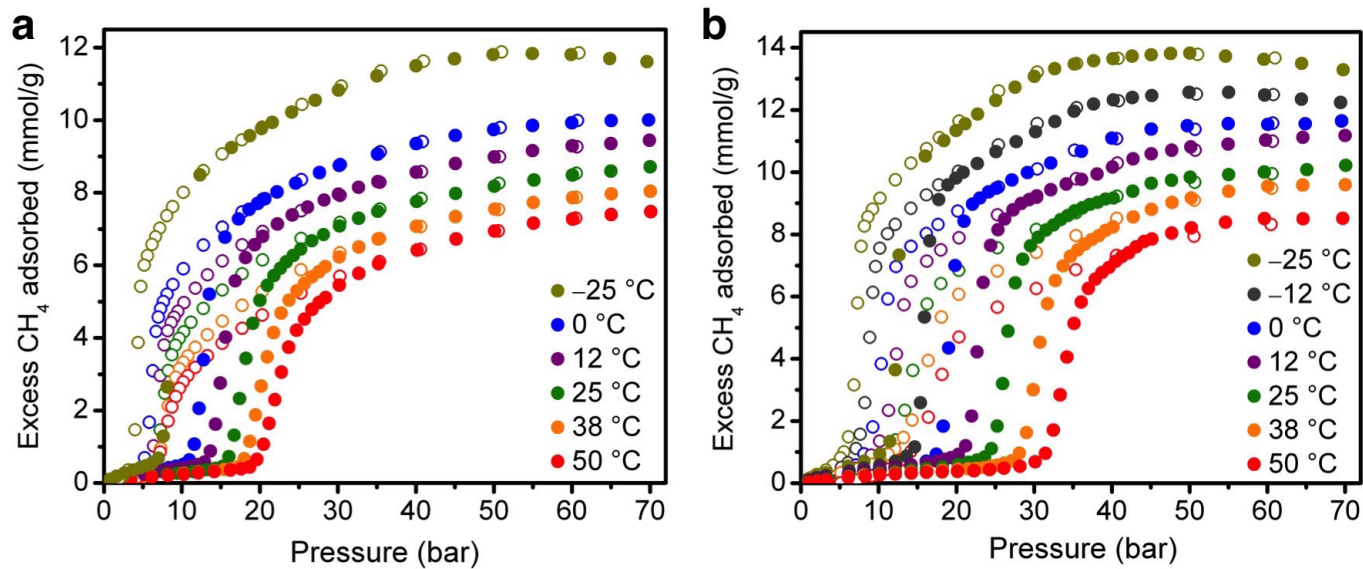 a
12
10
8
6
4
2
0
0 10 20 30 40 50 60 70
Excess CH₄ adsorbed (mmol/g)
Pressure (bar)
−25 °C
0 °C
12 °C
25 °C
38 °C
50 °C
b
14
12
10
8
6
4
2
0
0 10 20 30 40 50 60 70
Excess CH₄ adsorbed (mmol/g)
Pressure (bar)
−25 °C
−12 °C
0 °C
12 °C
25 °C
38 °C
50 °C